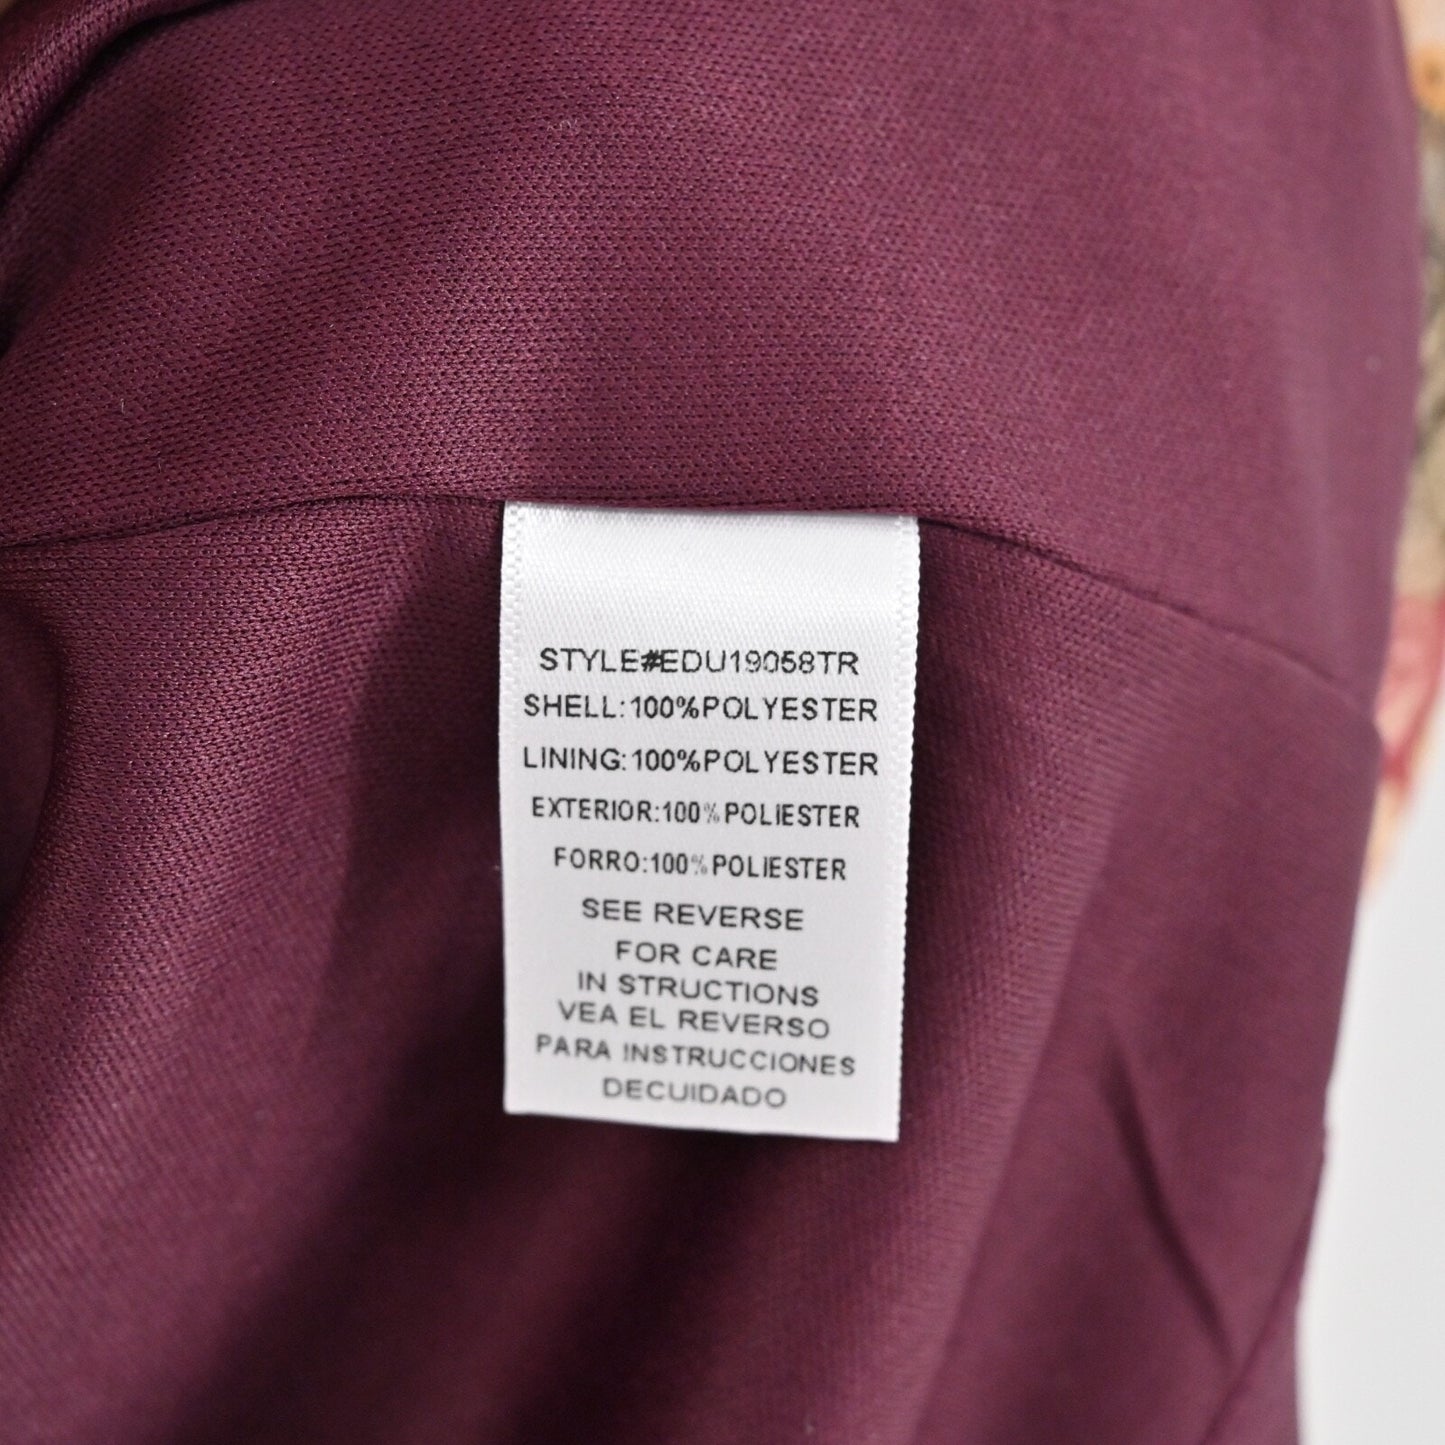 STYLE#EDU19058TR
SHELL:100%POLYESTER
LINING:100%POLYESTER
EXTERIOR:100%POLIESTER
FORRO:100%POLIESTER
SEE REVERSE
FOR CARE
IN STRUCTIONS
VEA EL REVERSO
PARA INSTRUCCIONES
DECUIDADO